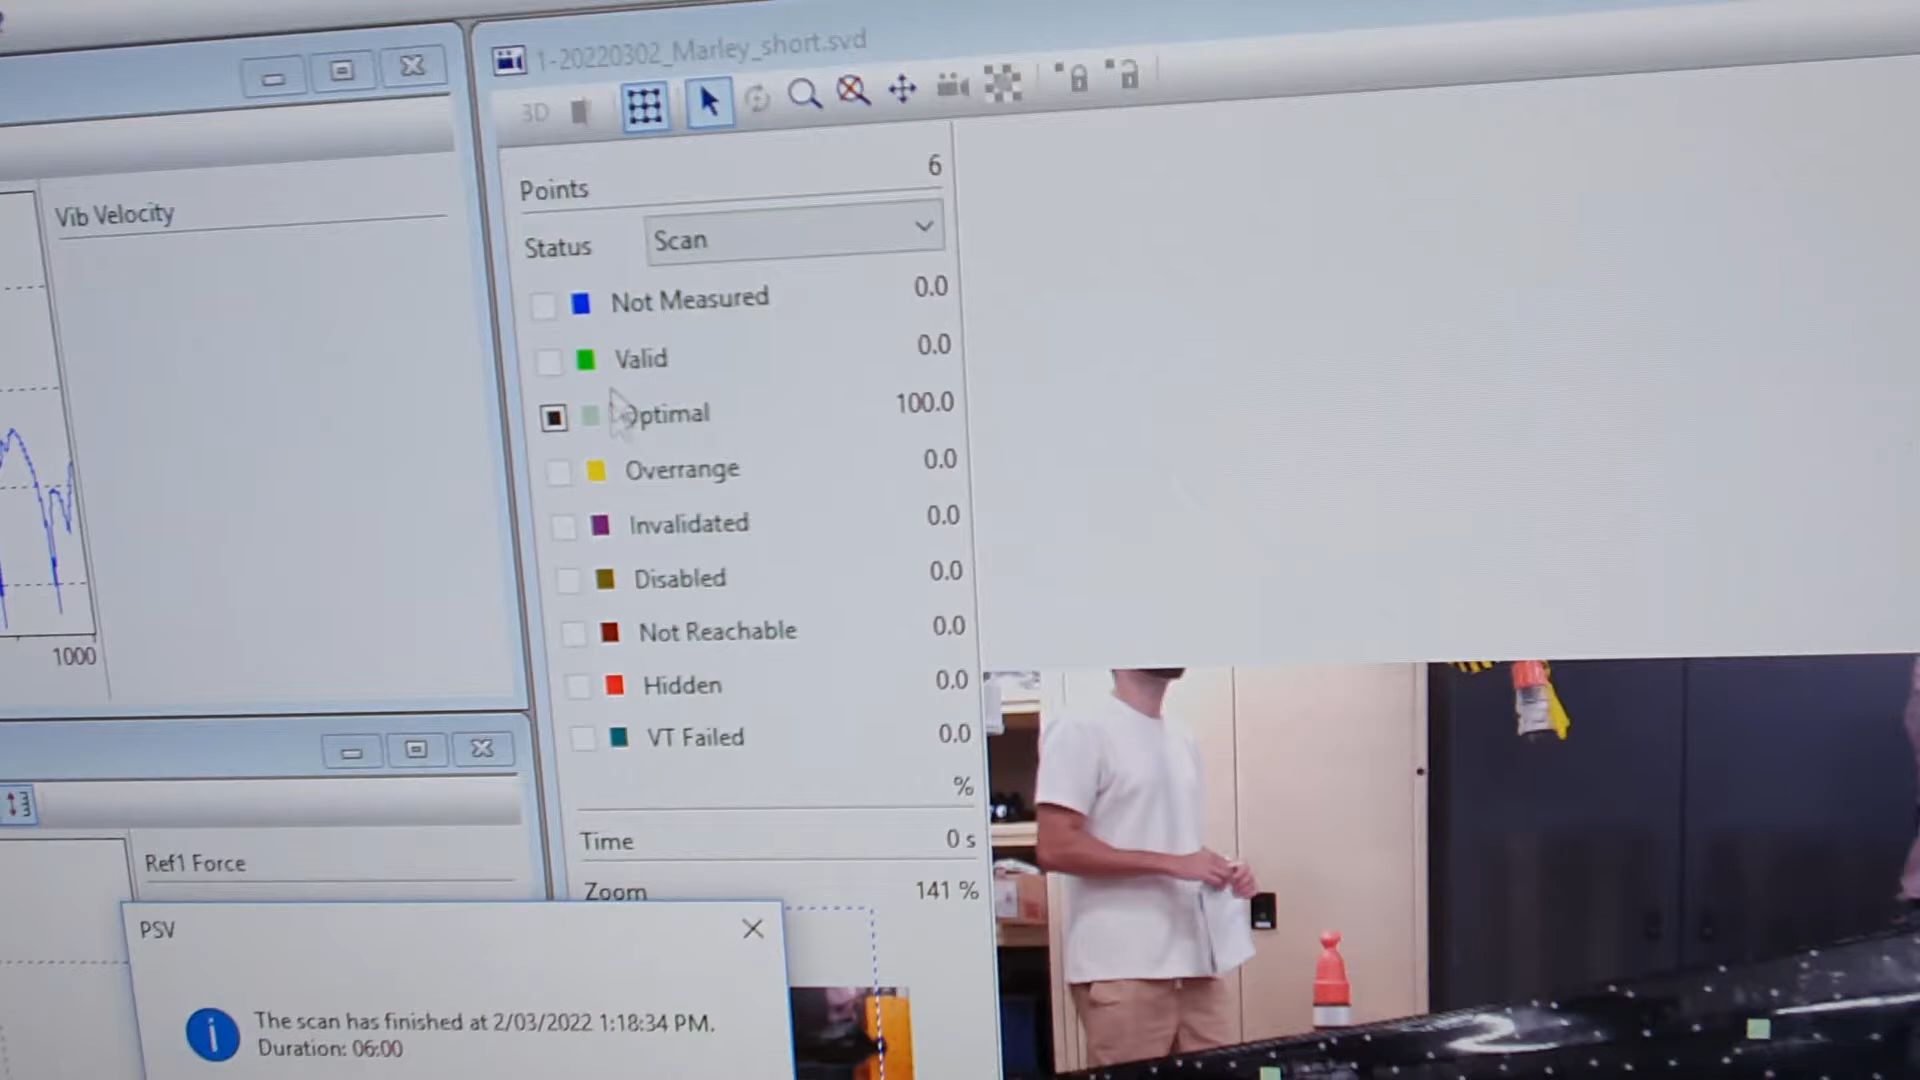 Vib Velocity
1000
Ref1 Force
1-20220302_Marley_short.svd
3D
Points 6
Status Scan
Not Measured 0.0
Valid 0.0
Optimal 100.0
Overrange 0.0
Invalidated 0.0
Disabled 0.0
Not Reachable 0.0
Hidden 0.0
VT Failed 0.0
%
Time 0 s
Zoom 141 %
PSV
The scan has finished at 2/03/2022 1:18:34 PM.
Duration: 06:00